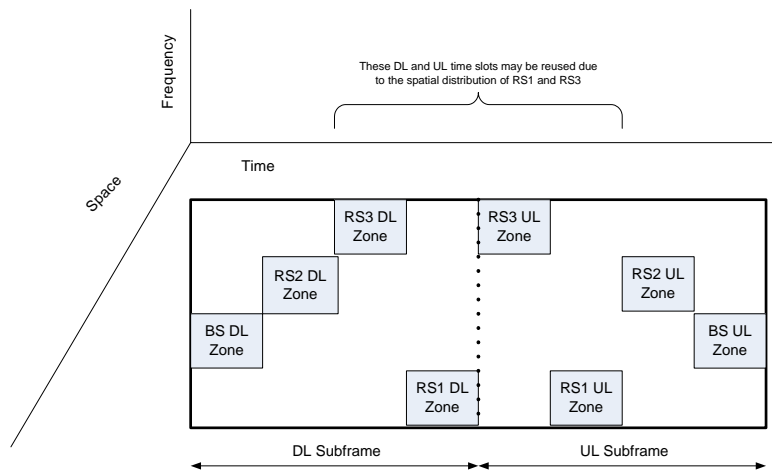 These DL and UL time slots may be reused due
to the spatial distribution of RS1 and RS3
Frequency
Time
Space
RS3 DL
Zone
RS3 UL
Zone
RS2 DL
Zone
RS2 UL
Zone
BS DL
Zone
BS UL
Zone
RS1 DL
Zone
RS1 UL
Zone
DL Subframe
UL Subframe